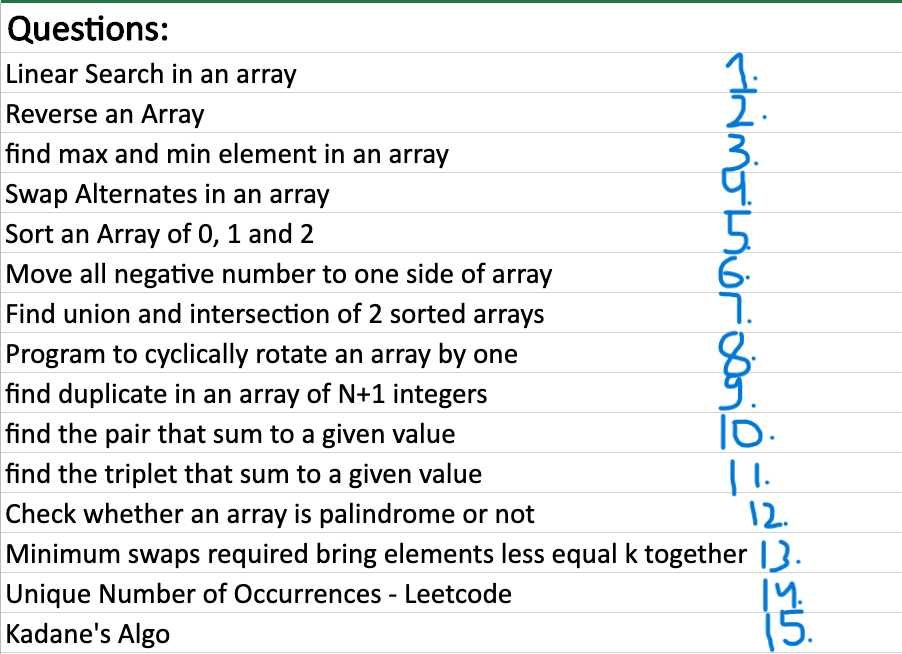 Questions:
Linear Search in an array 1.
Reverse an Array 2.
find max and min element in an array 3.
Swap Alternates in an array 4.
Sort an Array of 0, 1 and 2 5.
Move all negative number to one side of array 6.
Find union and intersection of 2 sorted arrays 7.
Program to cyclically rotate an array by one 8.
find duplicate in an array of N+1 integers 9.
find the pair that sum to a given value 10.
find the triplet that sum to a given value 11.
Check whether an array is palindrome or not 12.
Minimum swaps required bring elements less equal k together 13.
Unique Number of Occurrences - Leetcode 14.
Kadane's Algo 15.